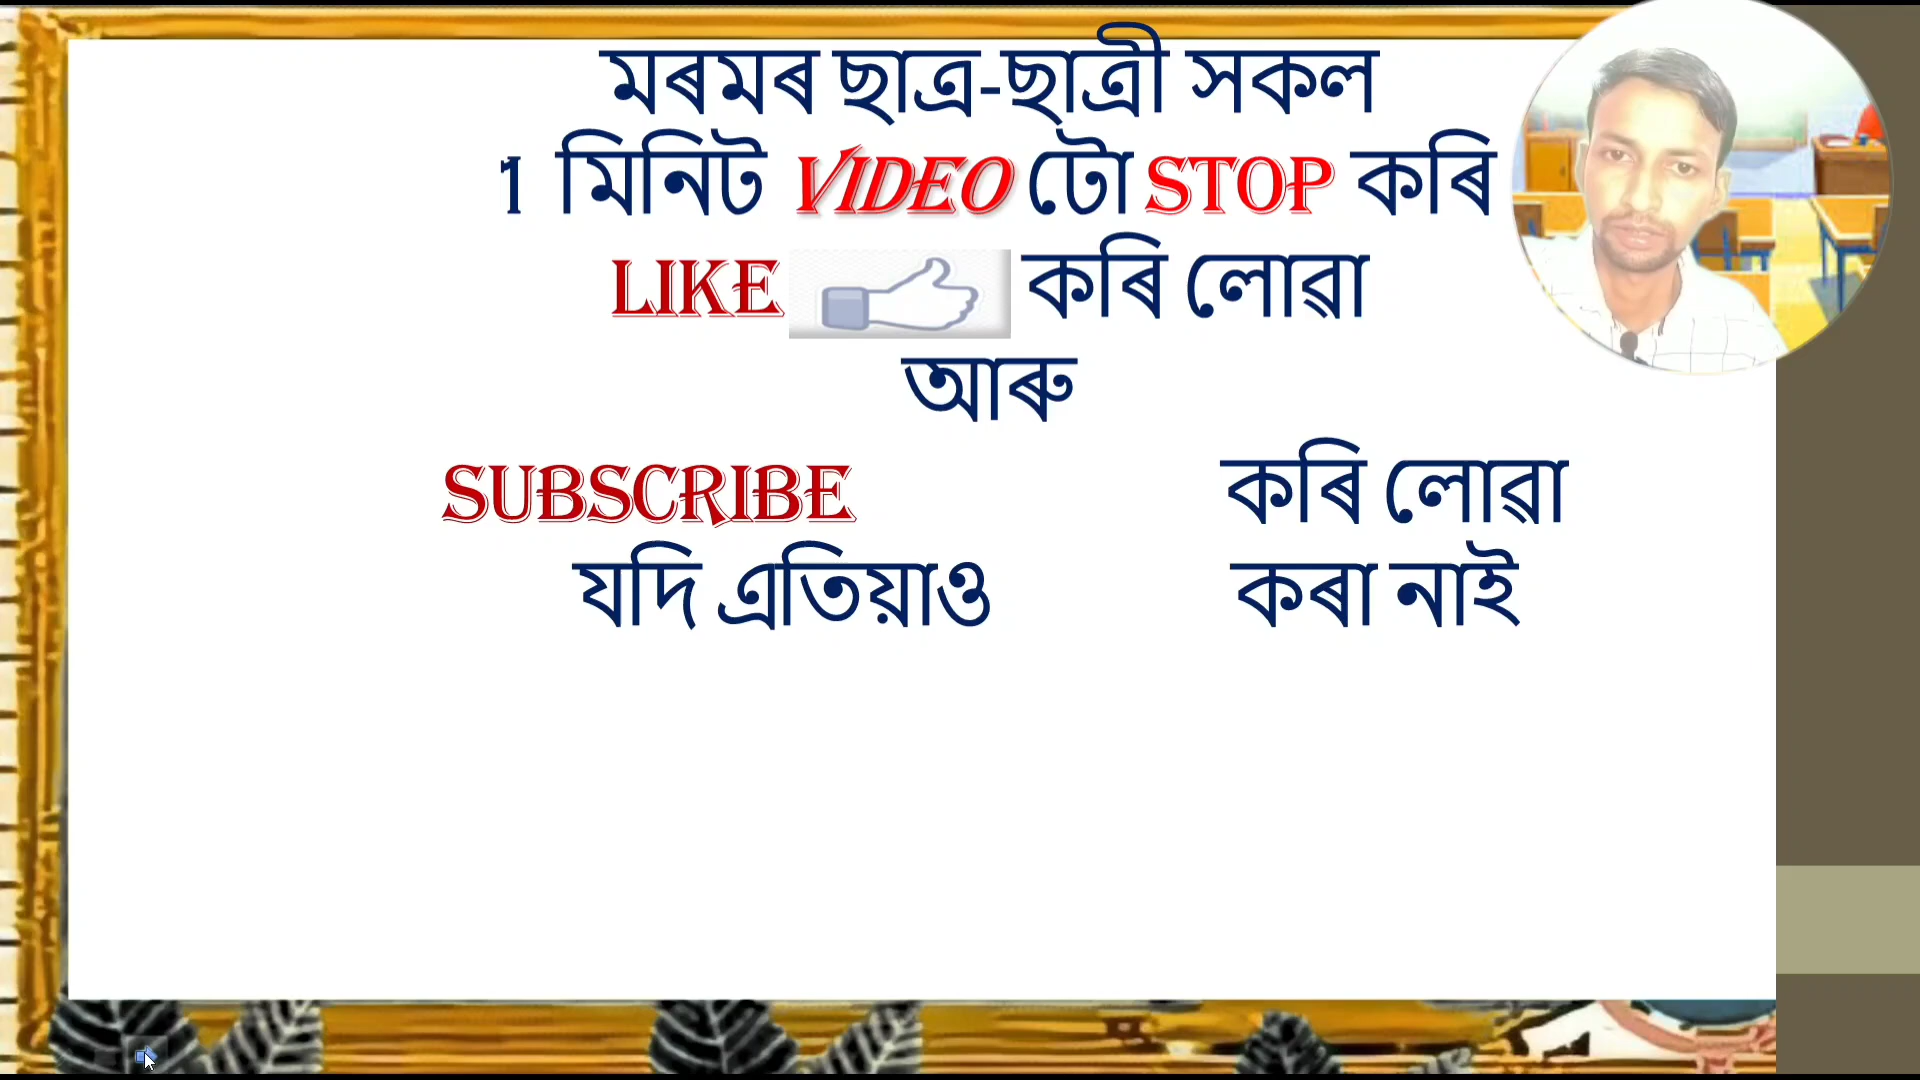 মৰমৰ ছাত্ৰ-ছাত্ৰী সকল
1 মিনিট VIDEO টো STOP কৰি
LIKE কৰি লোৱা
আৰু
SUBSCRIBE কৰি লোৱা
যদি এতিয়াও কৰা নাই